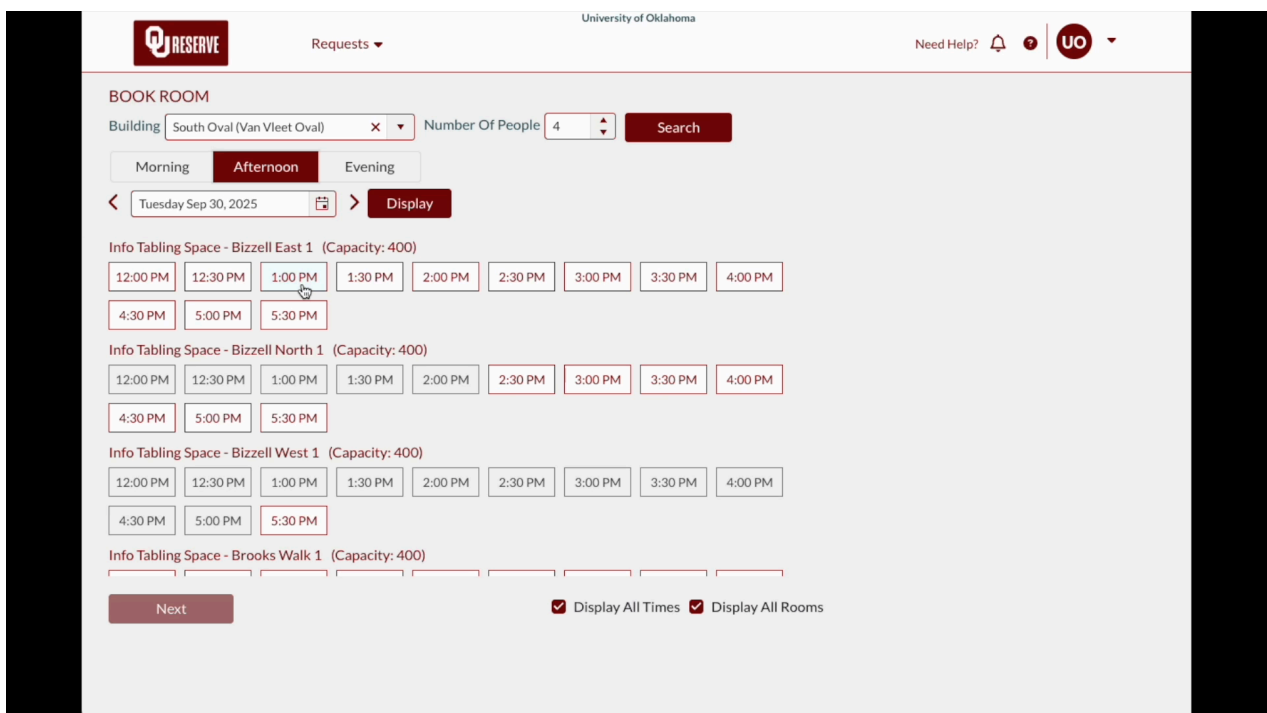 University of Oklahoma
OU RESERVE Requests Need Help? UO
BOOK ROOM
Building South Oval (Van Vleet Oval) Number Of People 4 Search
Morning Afternoon Evening
Tuesday Sep 30, 2025 Display
Info Tabling Space - Bizzell East 1 (Capacity: 400)
12:00 PM 12:30 PM 1:00 PM 1:30 PM 2:00 PM 2:30 PM 3:00 PM 3:30 PM 4:00 PM
4:30 PM 5:00 PM 5:30 PM
Info Tabling Space - Bizzell North 1 (Capacity: 400)
12:00 PM 12:30 PM 1:00 PM 1:30 PM 2:00 PM 2:30 PM 3:00 PM 3:30 PM 4:00 PM
4:30 PM 5:00 PM 5:30 PM
Info Tabling Space - Bizzell West 1 (Capacity: 400)
12:00 PM 12:30 PM 1:00 PM 1:30 PM 2:00 PM 2:30 PM 3:00 PM 3:30 PM 4:00 PM
4:30 PM 5:00 PM 5:30 PM
Info Tabling Space - Brooks Walk 1 (Capacity: 400)
Next Display All Times Display All Rooms